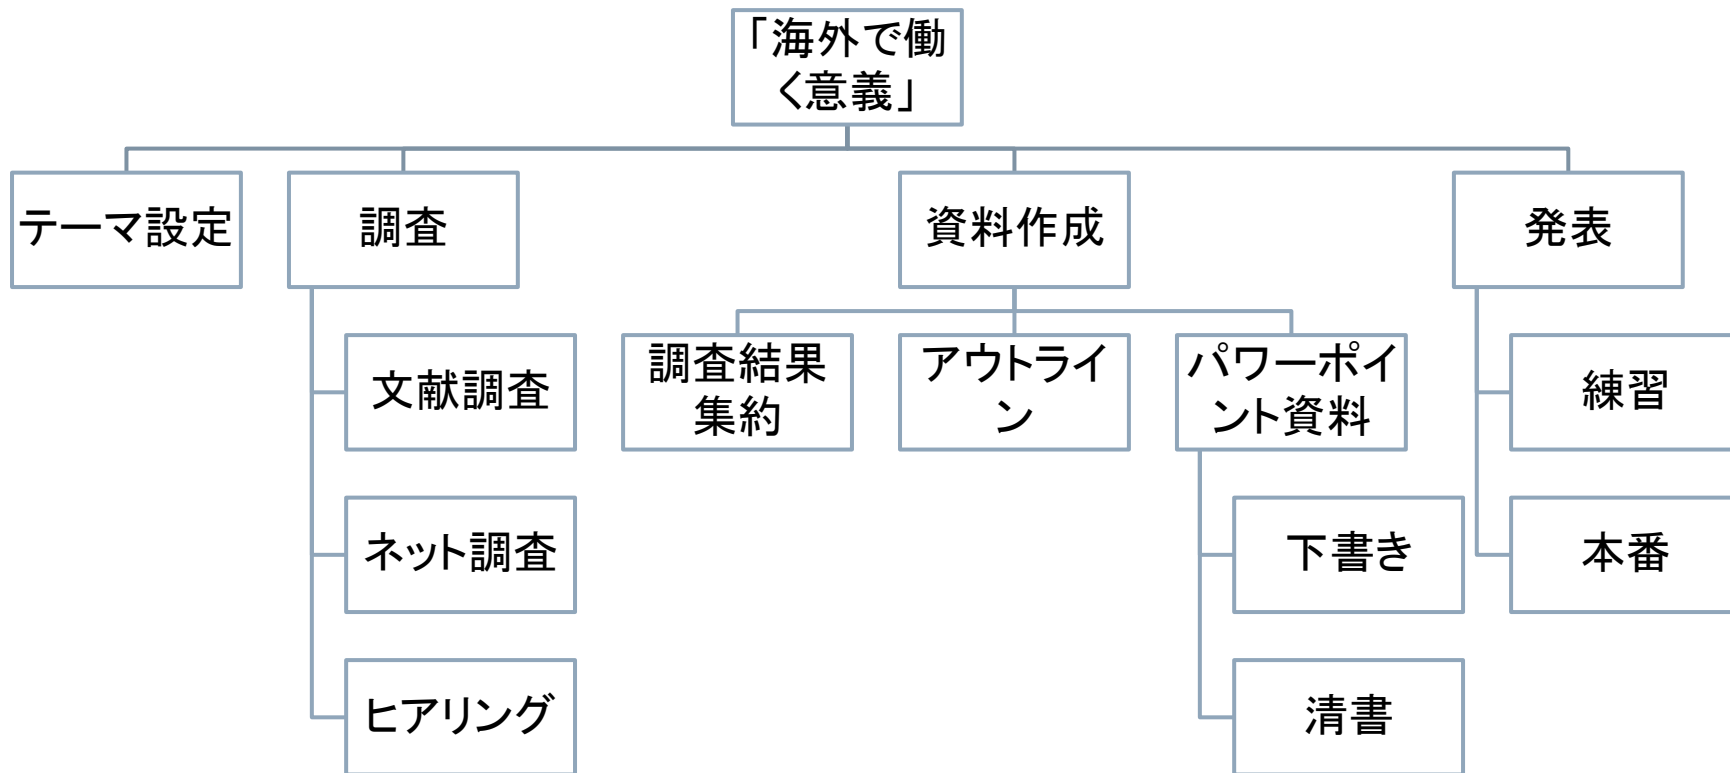 「海外で働
く意義」
テーマ設定
調査
資料作成
発表
文献調査
ネット調査
ヒアリング
調査結果
集約
アウトライ
ン
パワーポイ
ント資料
下書き
清書
練習
本番